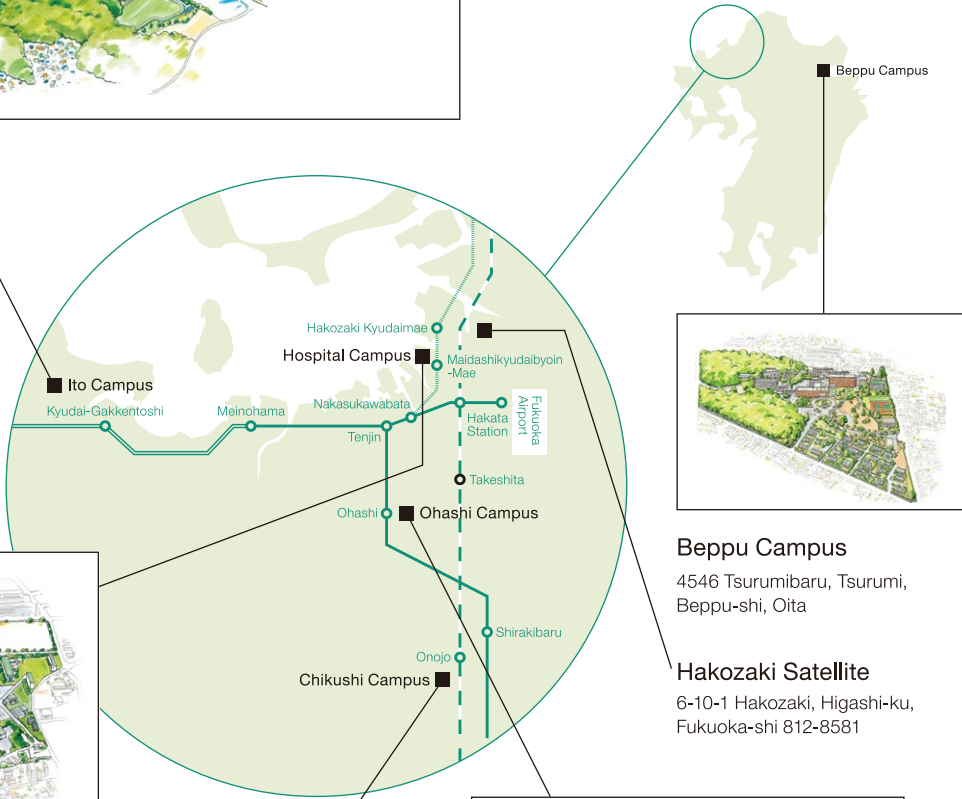 Beppu Campus
Hakozaki Kyudaimae
Hospital Campus
Maidashikyudaibyoin
-Mae
Ito Campus
Kyudai-Gakkentoshi
Meinohama
Nakasukawabata
Tenjin
Hakata
Station
Fukuoka
Airport
Takeshita
Ohashi
Ohashi Campus
Shirakibaru
Onojo
Chikushi Campus
Beppu Campus
4546 Tsurumibaru, Tsurumi,
Beppu-shi, Oita
Hakozaki Satellite
6-10-1 Hakozaki, Higashi-ku,
Fukuoka-shi 812-8581